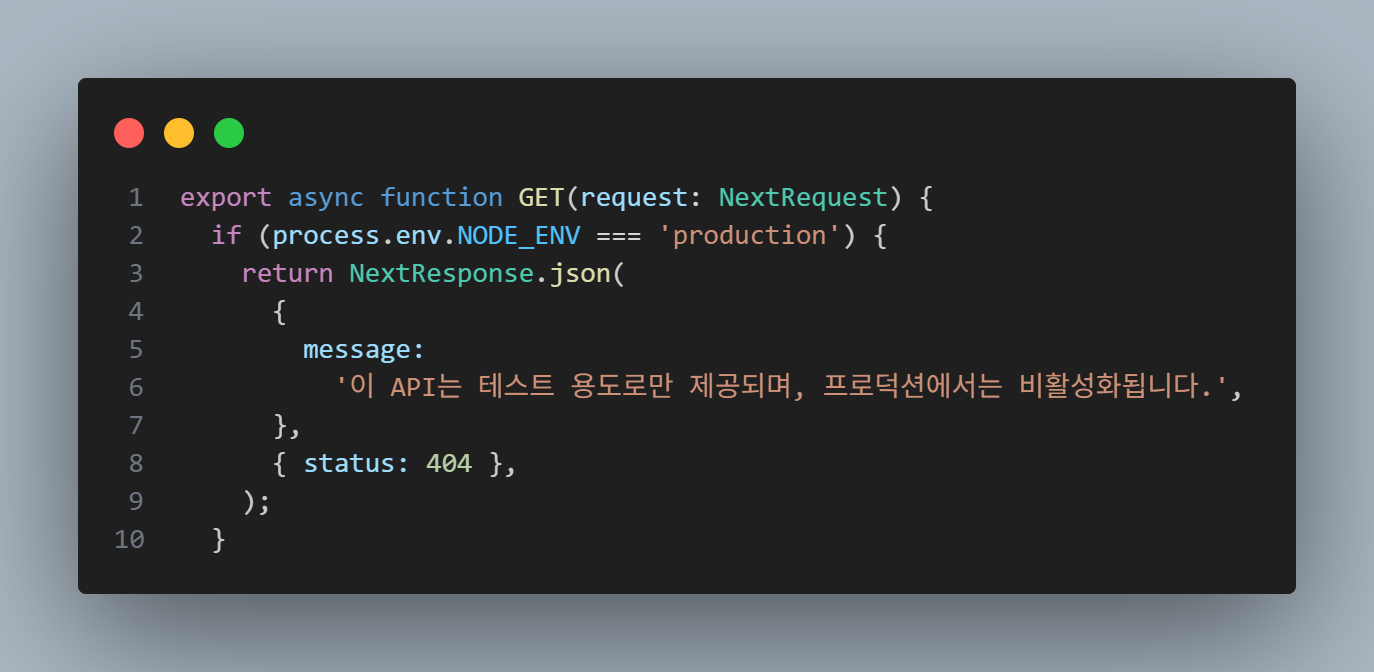 1 export async function GET(request: NextRequest) {
2 if (process.env.NODE_ENV === 'production') {
3 return NextResponse.json(
4 {
5 message:
6 '이 API는 테스트 용도로만 제공되며, 프로덕션에서는 비활성화됩니다.',
7 },
8 { status: 404 },
9 );
10 }